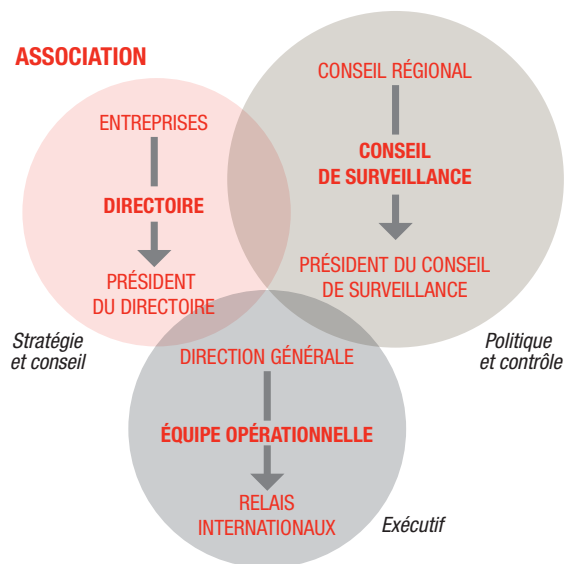 ASSOCIATION
ENTREPRISES
DIRECTOIRE
PRÉSIDENT
DU DIRECTOIRE
Stratégie
et conseil
CONSEIL RÉGIONAL
CONSEIL
DE SURVEILLANCE
PRÉSIDENT DU CONSEIL
DE SURVEILLANCE
Politique
et contrôle
DIRECTION GÉNÉRALE
ÉQUIPE OPÉRATIONNELLE
RELAIS
INTERNATIONAUX
Exécutif